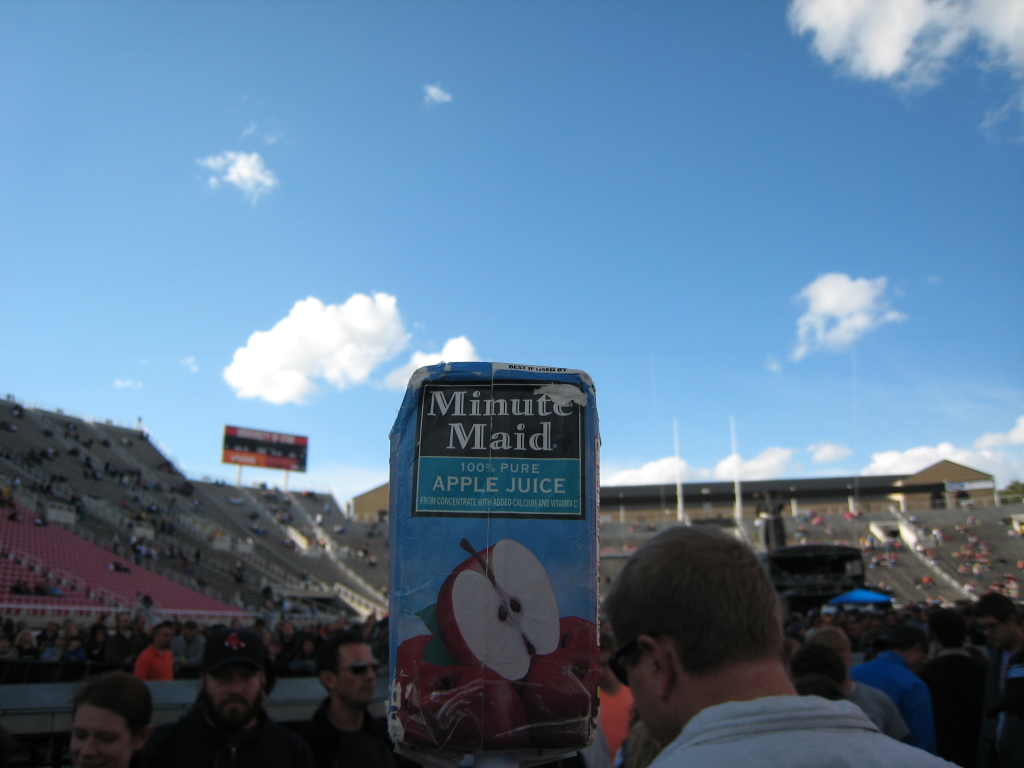 BEST IF USED BY
Minute
Maid
100% PURE
APPLE JUICE
FROM CONCENTRATE WITH ADDED CALCIUM AND VITAMIN C